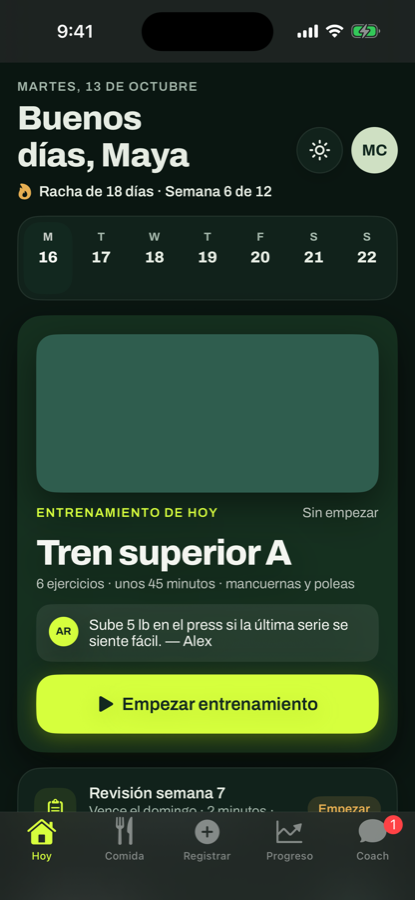 9:41
MARTES, 13 DE OCTUBRE
Buenos
días, Maya
MC
Racha de 18 días · Semana 6 de 12
M T W T F S S
16 17 18 19 20 21 22
ENTRENAMIENTO DE HOY Sin empezar
Tren superior A
6 ejercicios · unos 45 minutos · mancuernas y poleas
AR
Sube 5 lb en el press si la última serie se
siente fácil. — Alex
Empezar entrenamiento
Revisión semana 7
Vence el domingo · 2 minutos ·
Empezar
1
Hoy Comida Registrar Progreso Coach